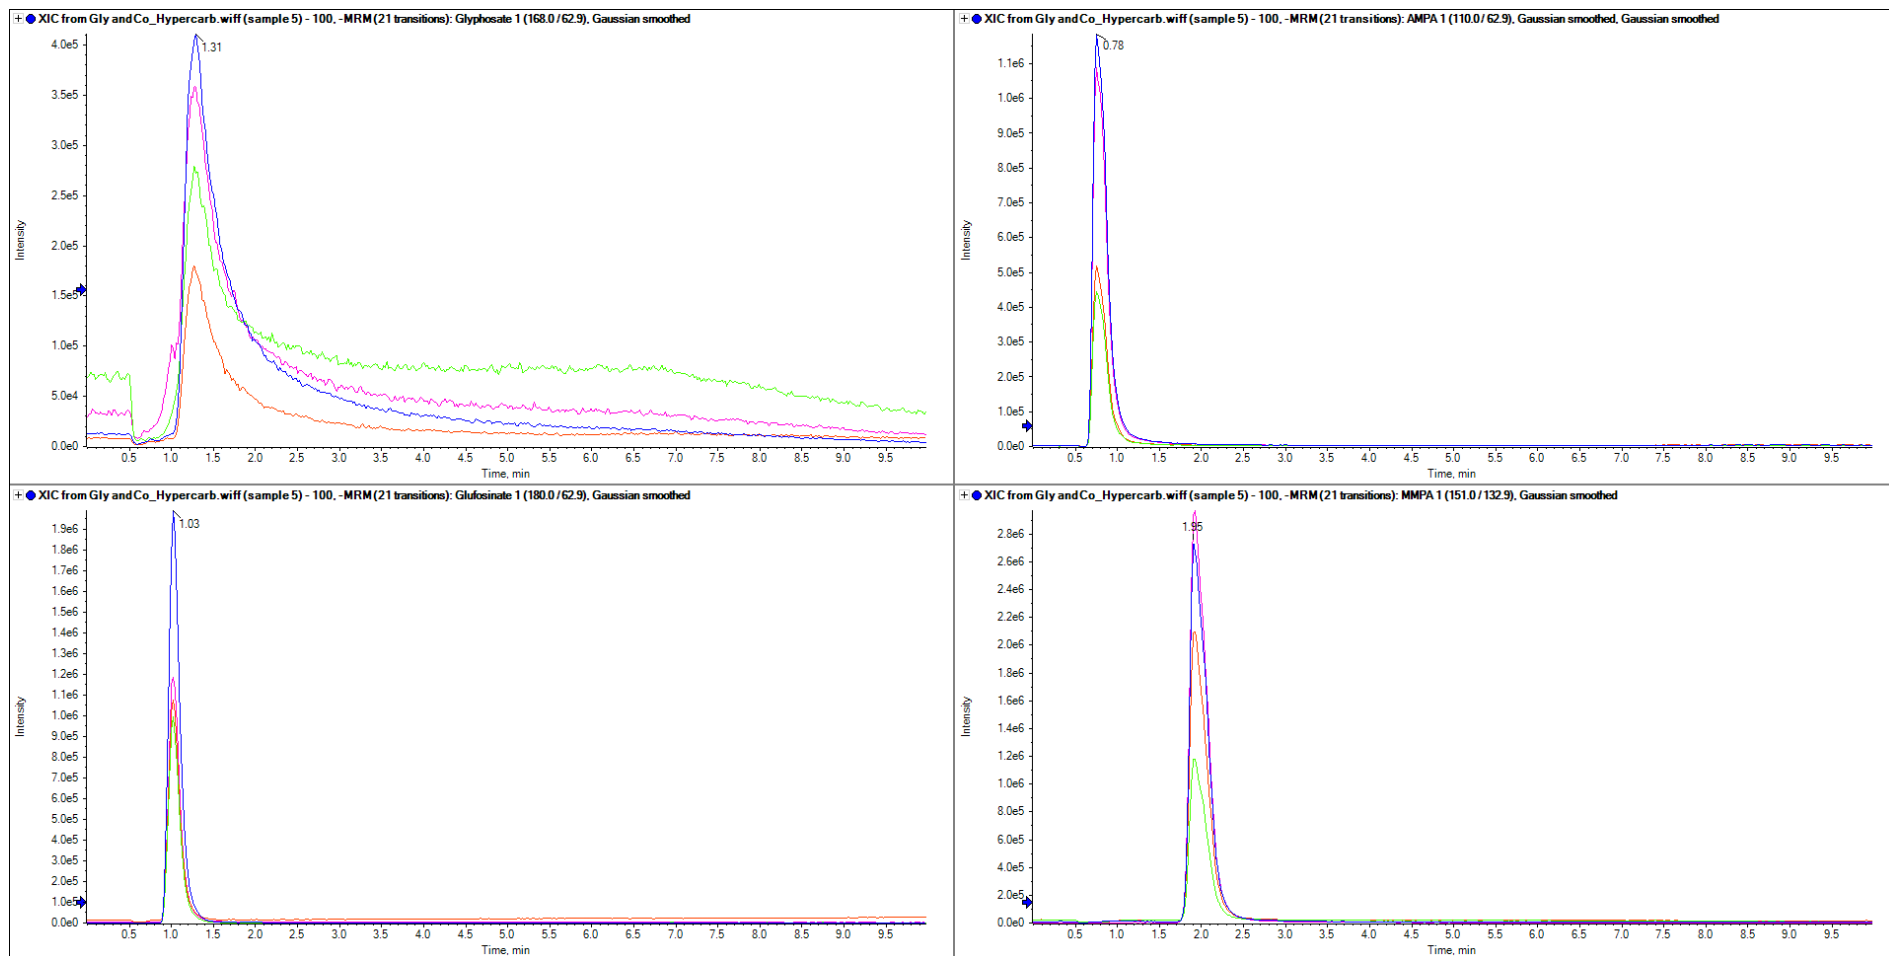 XIC from Gly and Co_Hypercarb.wiff (sample 5) - 100, -MRM (21 transitions): Glyphosate 1 (168.0 / 62.9), Gaussian smoothed
1.31
4.0e5
3.5e5
3.0e5
2.5e5
2.0e5
1.5e5
1.0e5
5.0e4
0.0e0
Intensity
0.5 1.0 1.5 2.0 2.5 3.0 3.5 4.0 4.5 5.0 5.5 6.0 6.5 7.0 7.5 8.0 8.5 9.0 9.5
Time, min
XIC from Gly and Co_Hypercarb.wiff (sample 5) - 100, -MRM (21 transitions): AMPA 1 (110.0 / 62.9), Gaussian smoothed, Gaussian smoothed
0.78
1.1e6
1.0e6
9.0e5
8.0e5
7.0e5
6.0e5
5.0e5
4.0e5
3.0e5
2.0e5
1.0e5
0.0e0
Intensity
0.5 1.0 1.5 2.0 2.5 3.0 3.5 4.0 4.5 5.0 5.5 6.0 6.5 7.0 7.5 8.0 8.5 9.0 9.5
Time, min
XIC from Gly and Co_Hypercarb.wiff (sample 5) - 100, -MRM (21 transitions): Glufosinate 1 (180.0 / 62.9), Gaussian smoothed
1.03
1.9e6
1.8e6
1.7e6
1.6e6
1.5e6
1.4e6
1.3e6
1.2e6
1.1e6
1.0e6
9.0e5
8.0e5
7.0e5
6.0e5
5.0e5
4.0e5
3.0e5
2.0e5
1.0e5
0.0e0
Intensity
0.5 1.0 1.5 2.0 2.5 3.0 3.5 4.0 4.5 5.0 5.5 6.0 6.5 7.0 7.5 8.0 8.5 9.0 9.5
Time, min
XIC from Gly and Co_Hypercarb.wiff (sample 5) - 100, -MRM (21 transitions): MMPA 1 (151.0 / 132.9), Gaussian smoothed
1.95
2.8e6
2.6e6
2.4e6
2.2e6
2.0e6
1.8e6
1.6e6
1.4e6
1.2e6
1.0e6
8.0e5
6.0e5
4.0e5
2.0e5
0.0e0
Intensity
0.5 1.0 1.5 2.0 2.5 3.0 3.5 4.0 4.5 5.0 5.5 6.0 6.5 7.0 7.5 8.0 8.5 9.0 9.5
Time, min